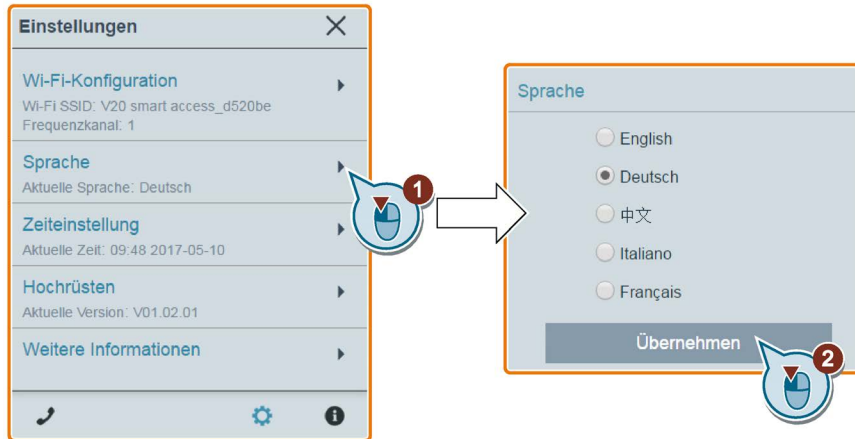 Einstellungen
Wi-Fi-Konfiguration
Wi-Fi SSID: V20 smart access_d520be
Frequenzkanal: 1
Sprache
Aktuelle Sprache: Deutsch
Zeiteinstellung
Aktuelle Zeit: 09:48 2017-05-10
Hochrüsten
Aktuelle Version: V01.02.01
Weitere Informationen
1
Sprache
English
Deutsch
中文
Italiano
Français
Übernehmen
2